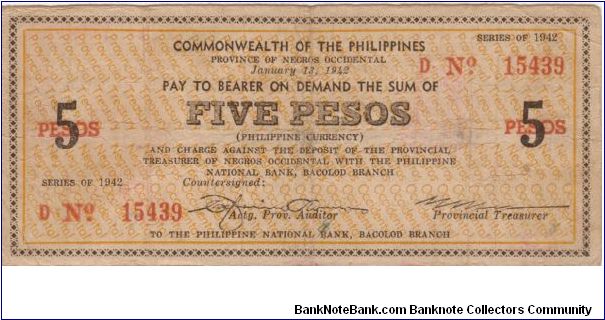 SERIES OF 1942
COMMONWEALTH OF THE PHILIPPINES
PROVINCE OF NEGROS OCCIDENTAL
January 13, 1942
D Nº 15439
PAY TO BEARER ON DEMAND THE SUM OF
5 PESOS
FIVE PESOS
5 PESOS
(PHILIPPINE CURRENCY)
AND CHARGE AGAINST THE DEPOSIT OF THE PROVINCIAL
TREASURER OF NEGROS OCCIDENTAL WITH THE PHILIPPINE
NATIONAL BANK, BACOLOD BRANCH
SERIES OF 1942
Countersigned:
D Nº 15439
Actg. Prov. Auditor
Provincial Treasurer
TO THE PHILIPPINE NATIONAL BANK, BACOLOD BRANCH
BankNoteBank.com Banknote Collectors Community